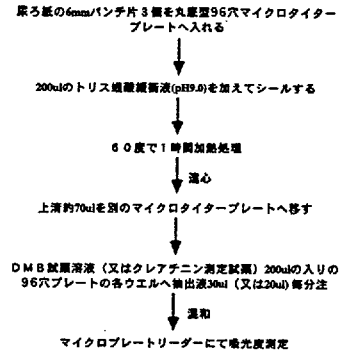 尿ろ紙の6mmパンチ片3個を丸底型96穴マイクロタイター
プレートへ入れる
200ulのトリス塩酸緩衝液(pH9.0)を加えてシールする
60度で1時間加熱処理
遠心
上清約70ulを別のマイクロタイタープレートへ移す
DMB試験溶液（又はクレアチニン測定試薬）200ulの入りの
96穴プレートの各ウエルへ抽出液30ul（又は20ul)毎分注
混和
マイクロプレートリーダーにて吸光度測定